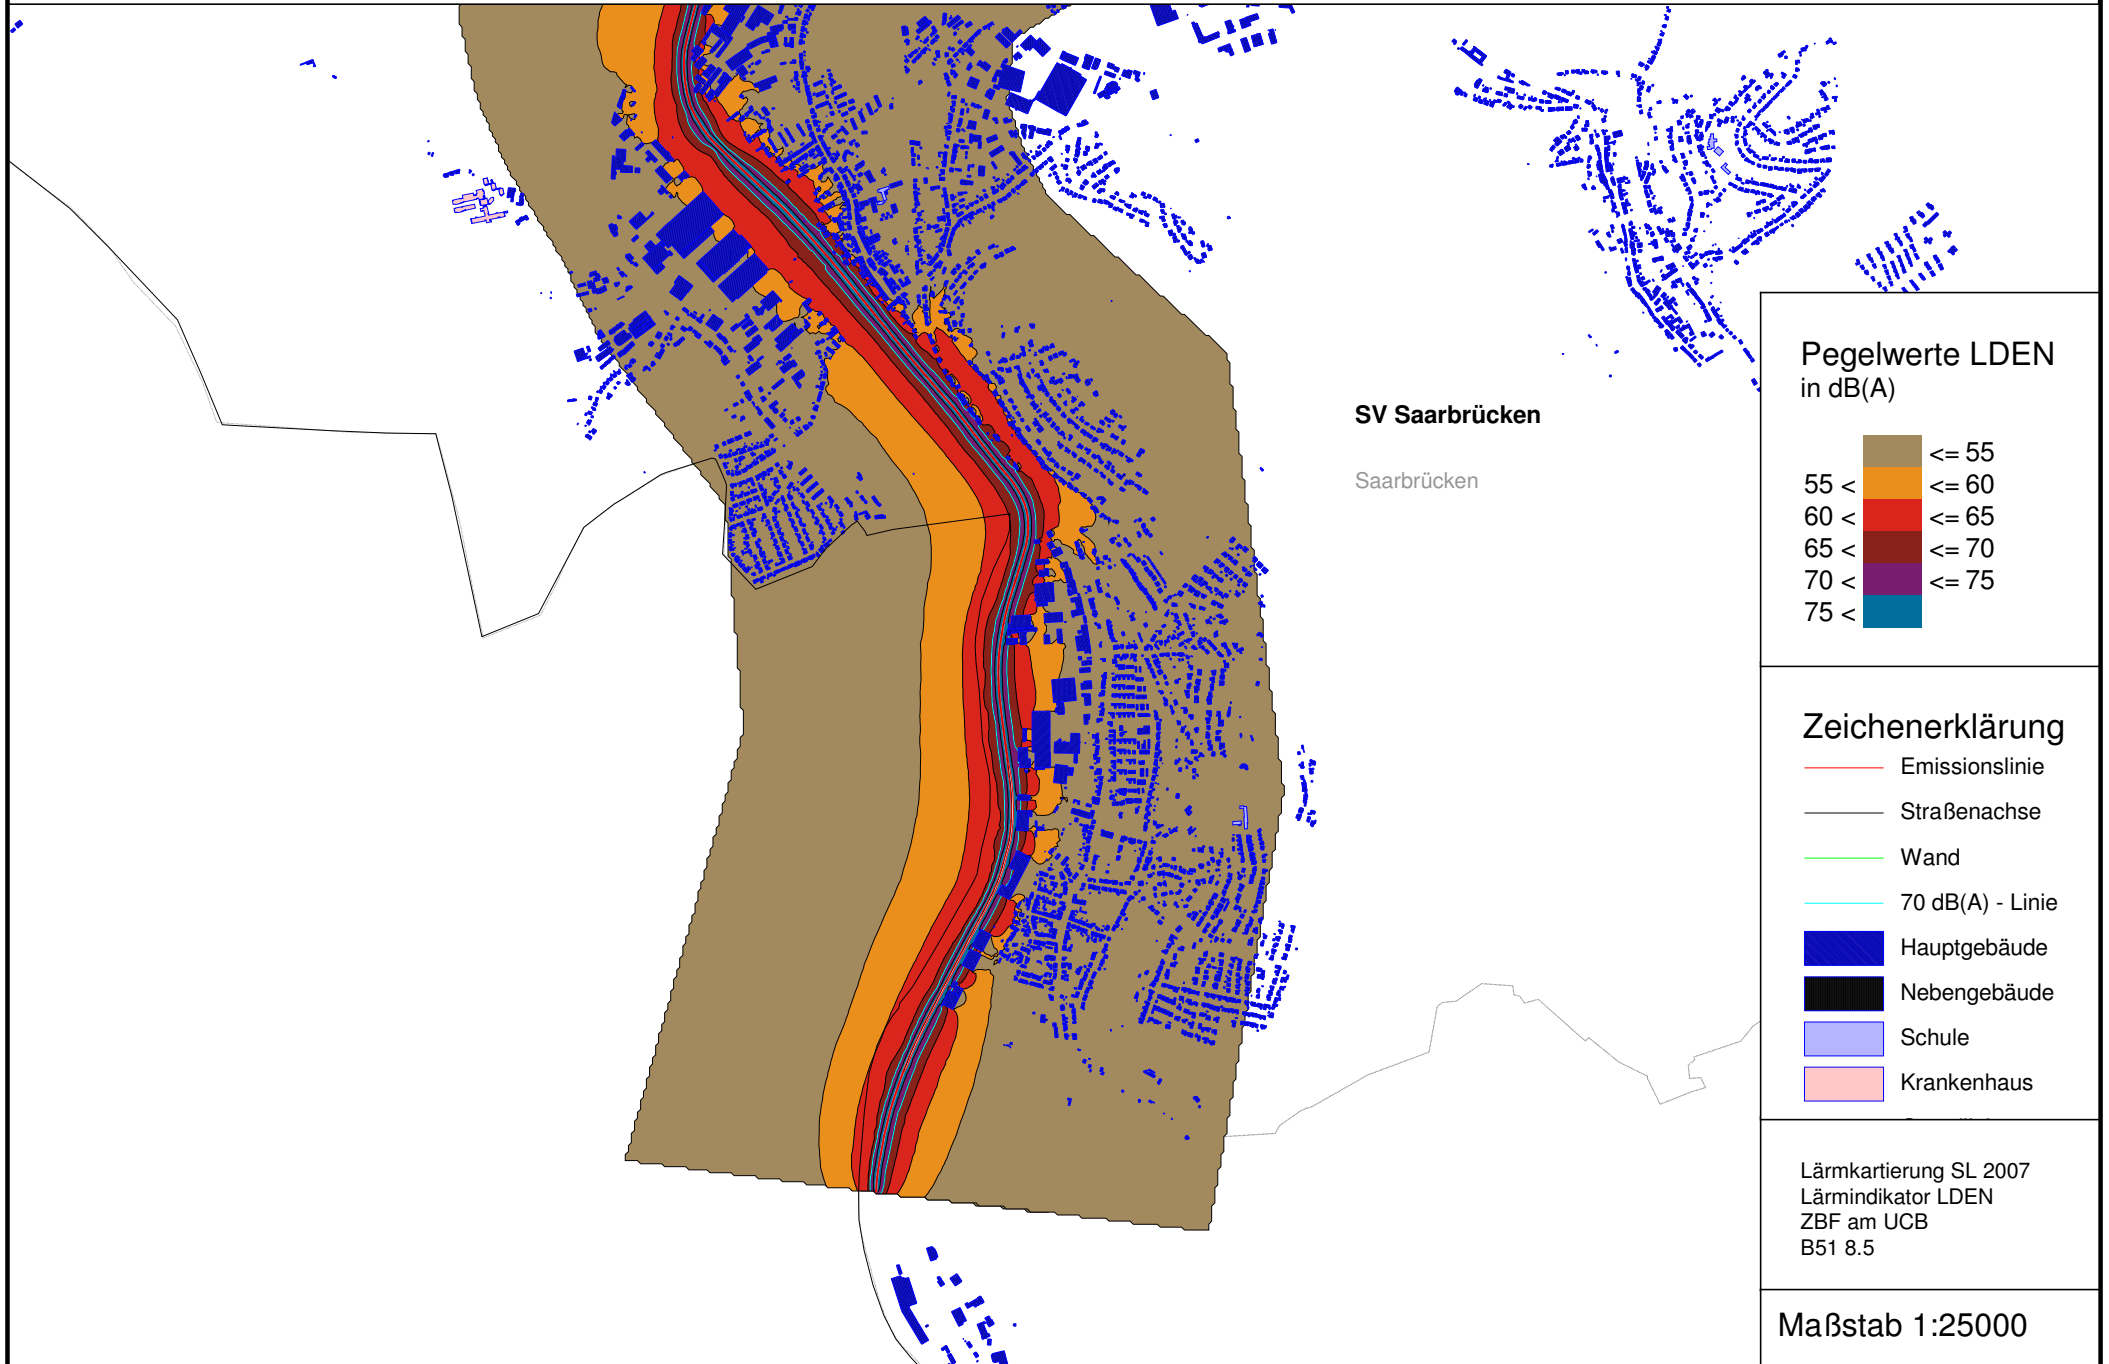 SV Saarbrücken
Saarbrücken
Pegelwerte LDEN
in dB(A)
<= 55
55 < <= 60
60 < <= 65
65 < <= 70
70 < <= 75
75 <
Zeichenerklärung
Emissionslinie
Straßenachse
Wand
70 dB(A) - Linie
Hauptgebäude
Nebengebäude
Schule
Krankenhaus
Lärmkartierung SL 2007
Lärmindikator LDEN
ZBF am UCB
B51 8.5
Maßstab 1:25000